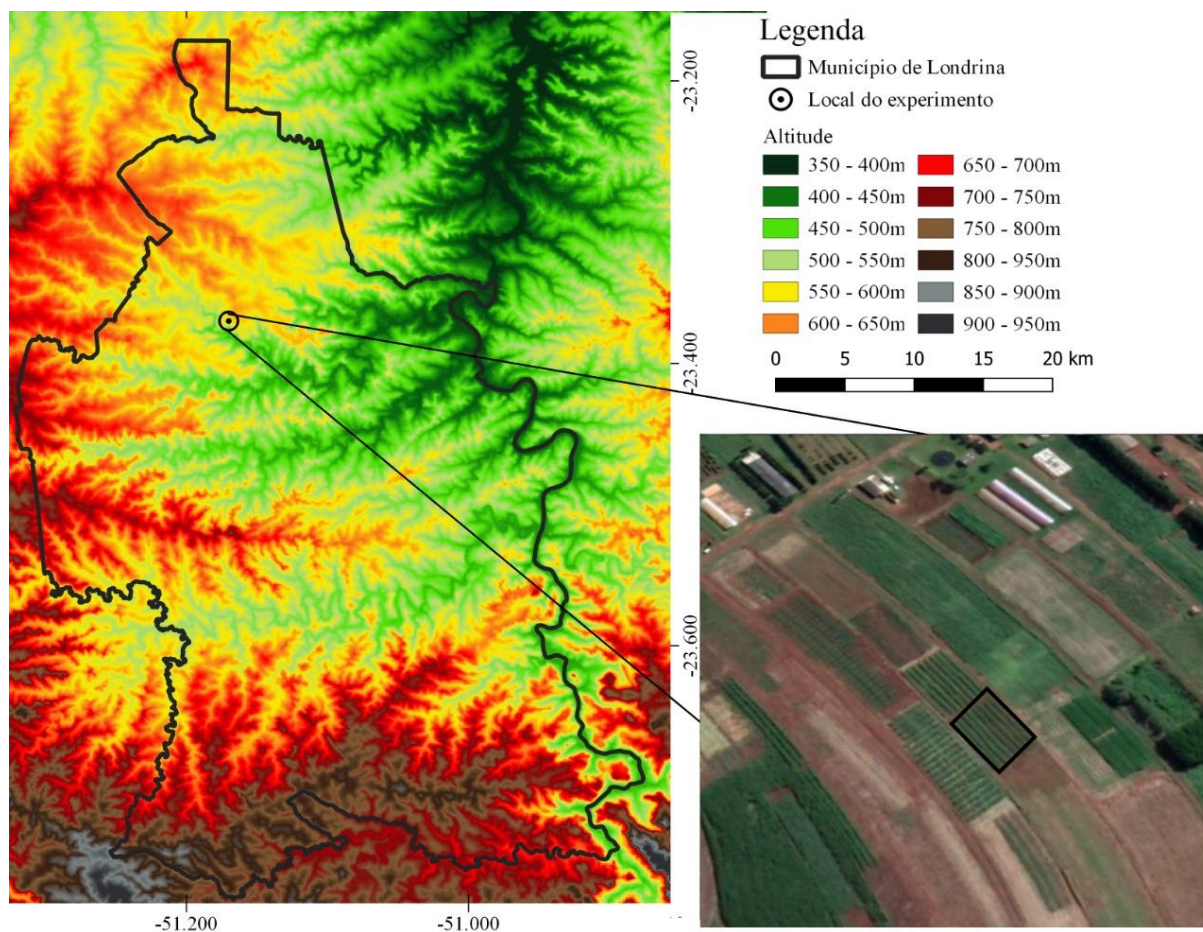 Legenda
Município de Londrina
Local do experimento
Altitude
350 - 400m
400 - 450m
450 - 500m
500 - 550m
550 - 600m
600 - 650m
650 - 700m
700 - 750m
750 - 800m
800 - 950m
850 - 900m
900 - 950m
0 5 10 15 20 km
-23.200
-23.400
-23.600
-51.200 -51.000